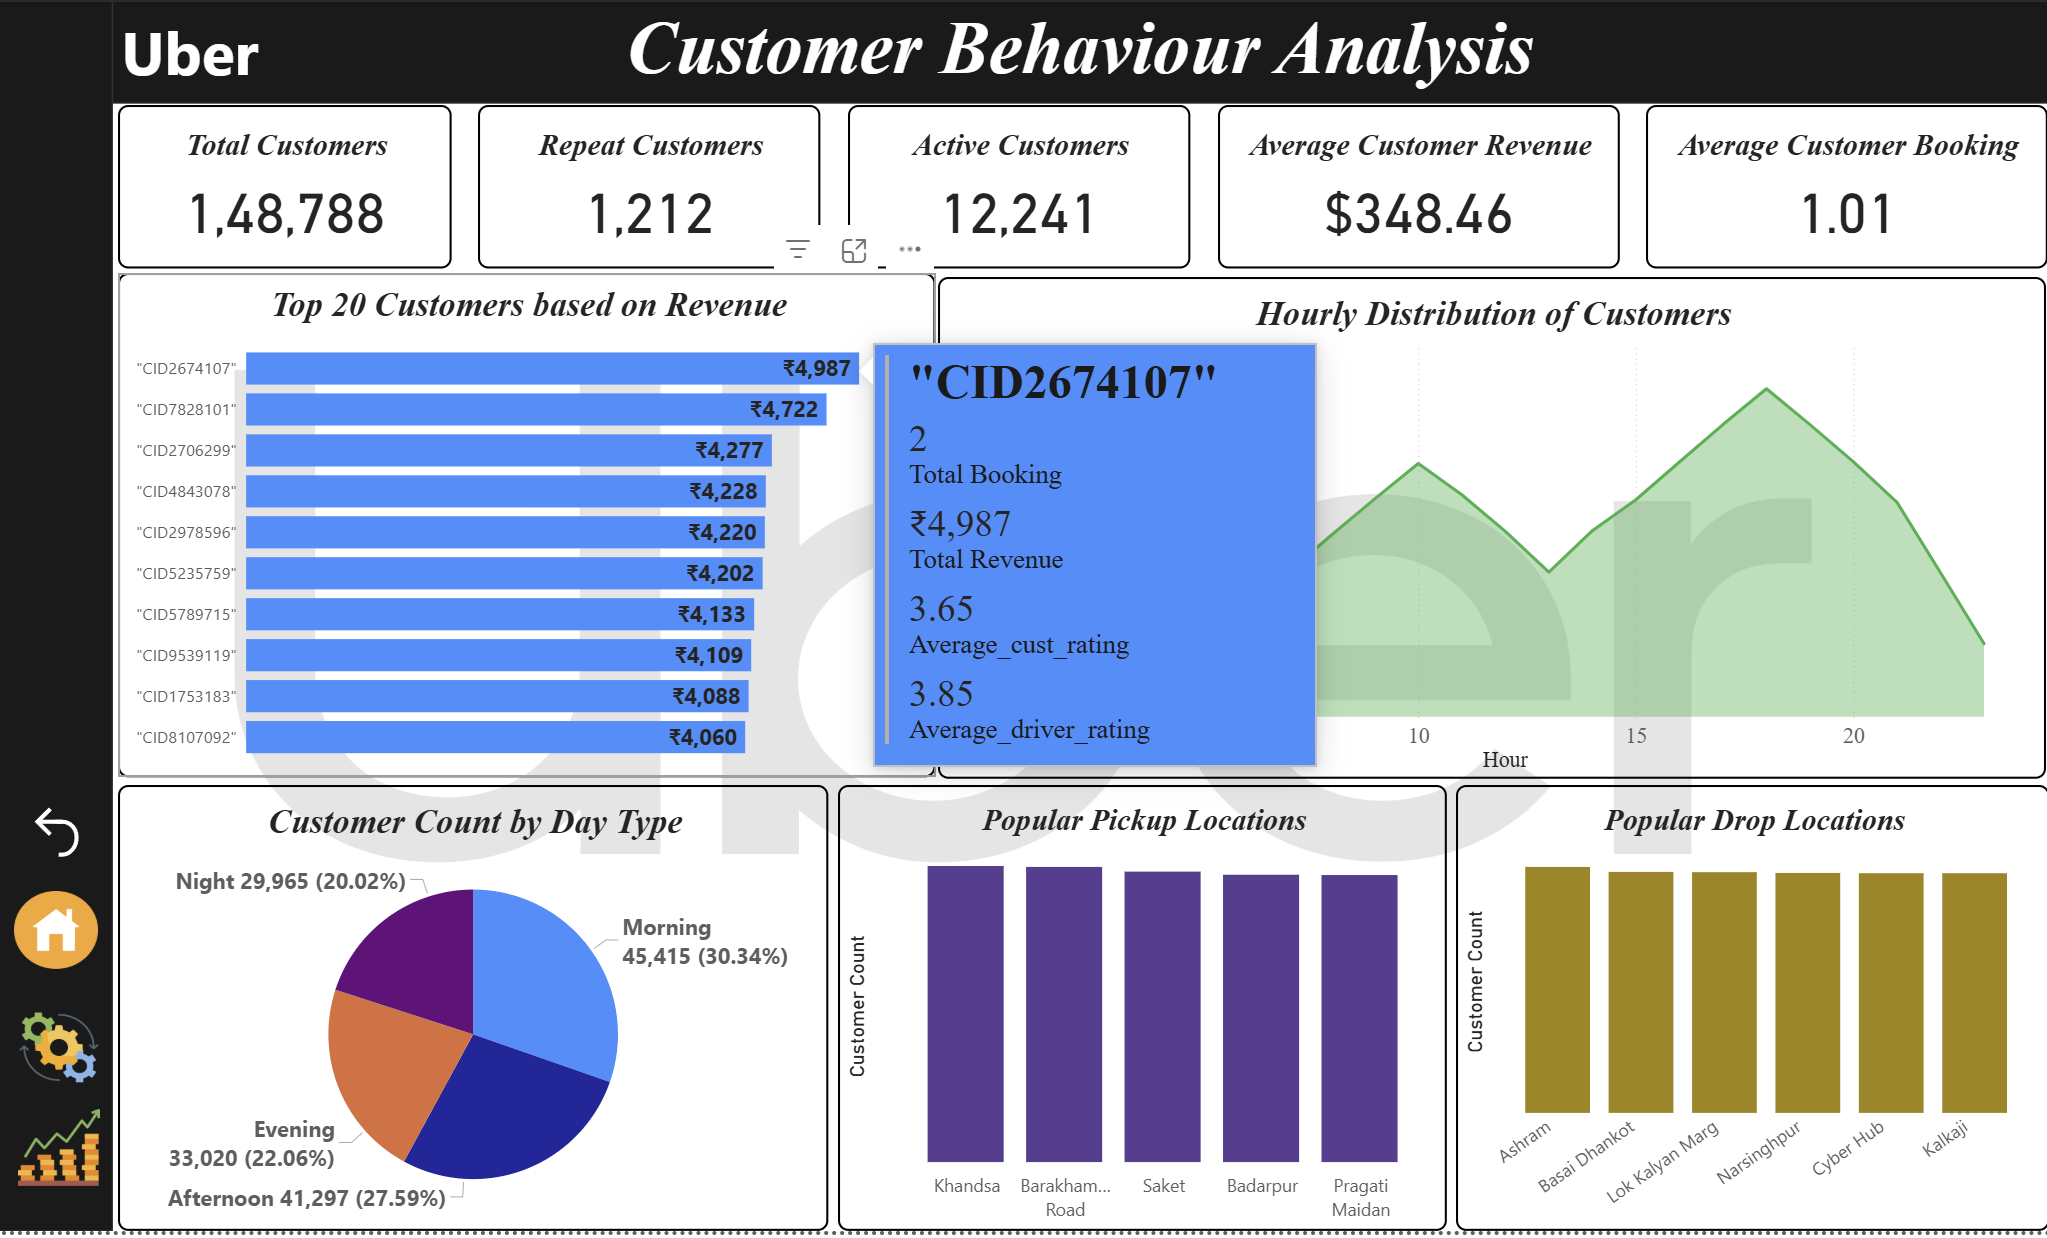 Uber
Customer Behaviour Analysis
Total Customers
1,48,788
Repeat Customers
1,212
Active Customers
12,241
Average Customer Revenue
$348.46
Average Customer Booking
1.01
Top 20 Customers based on Revenue
"CID2674107" ₹4,987
"CID7828101" ₹4,722
"CID2706299" ₹4,277
"CID4843078" ₹4,228
"CID2978596" ₹4,220
"CID5235759" ₹4,202
"CID5789715" ₹4,133
"CID9539119" ₹4,109
"CID1753183" ₹4,088
"CID8107092" ₹4,060
"CID2674107"
2
Total Booking
₹4,987
Total Revenue
3.65
Average_cust_rating
3.85
Average_driver_rating
Hourly Distribution of Customers
10 15 20
Hour
Customer Count by Day Type
Night 29,965 (20.02%)
Morning
45,415 (30.34%)
Evening
33,020 (22.06%)
Afternoon 41,297 (27.59%)
Popular Pickup Locations
Customer Count
Khandsa
Barakham...
Road
Saket
Badarpur
Pragati
Maidan
Popular Drop Locations
Customer Count
Ashram
Basai Dhankot
Lok Kalyan Marg
Narsinghpur
Cyber Hub
Kalkaji
uber